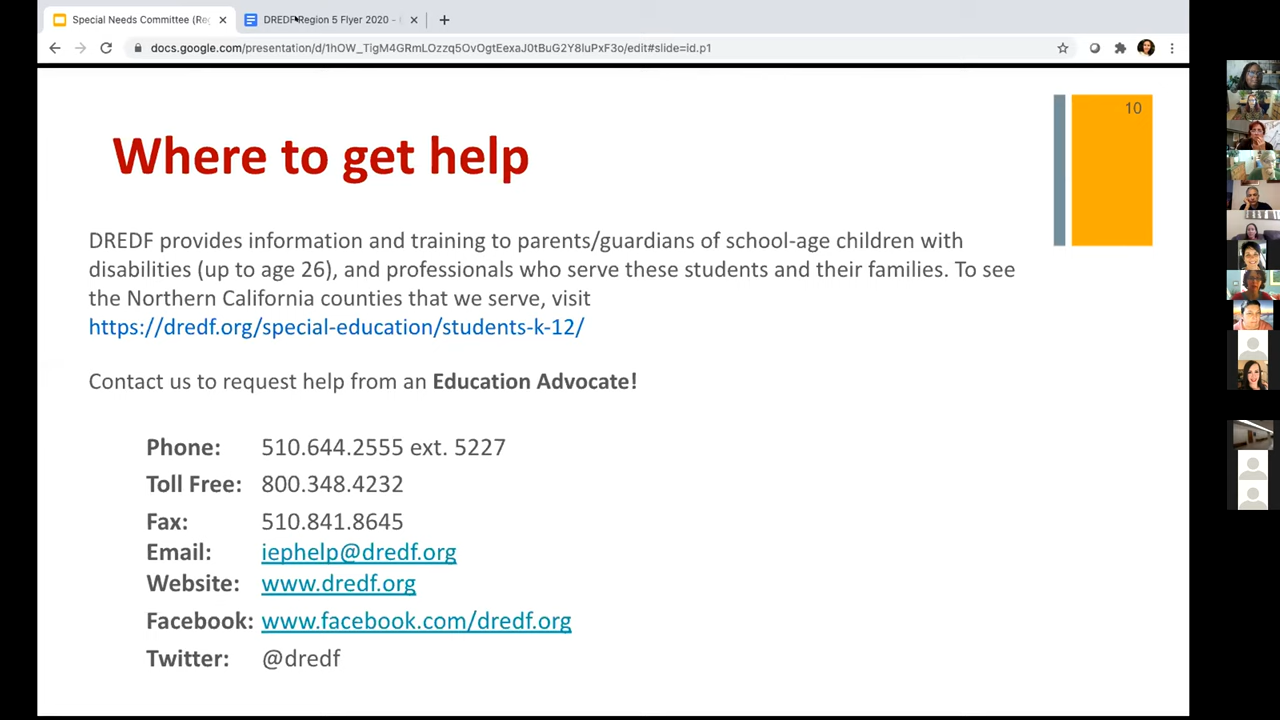 Special Needs Committee (Re
DREDF Region 5 Flyer 2020 -
docs.google.com/presentation/d/1hOW_TigM4GRmLOzzq5OvOgtEexaJ0tBuG2Y8IuPxF3o/edit#slide=id.p1
10
Where to get help
DREDF provides information and training to parents/guardians of school-age children with
disabilities (up to age 26), and professionals who serve these students and their families. To see
the Northern California counties that we serve, visit
https://dredf.org/special-education/students-k-12/
Contact us to request help from an Education Advocate!
Phone: 510.644.2555 ext. 5227
Toll Free: 800.348.4232
Fax: 510.841.8645
Email: iephelp@dredf.org
Website: www.dredf.org
Facebook: www.facebook.com/dredf.org
Twitter: @dredf